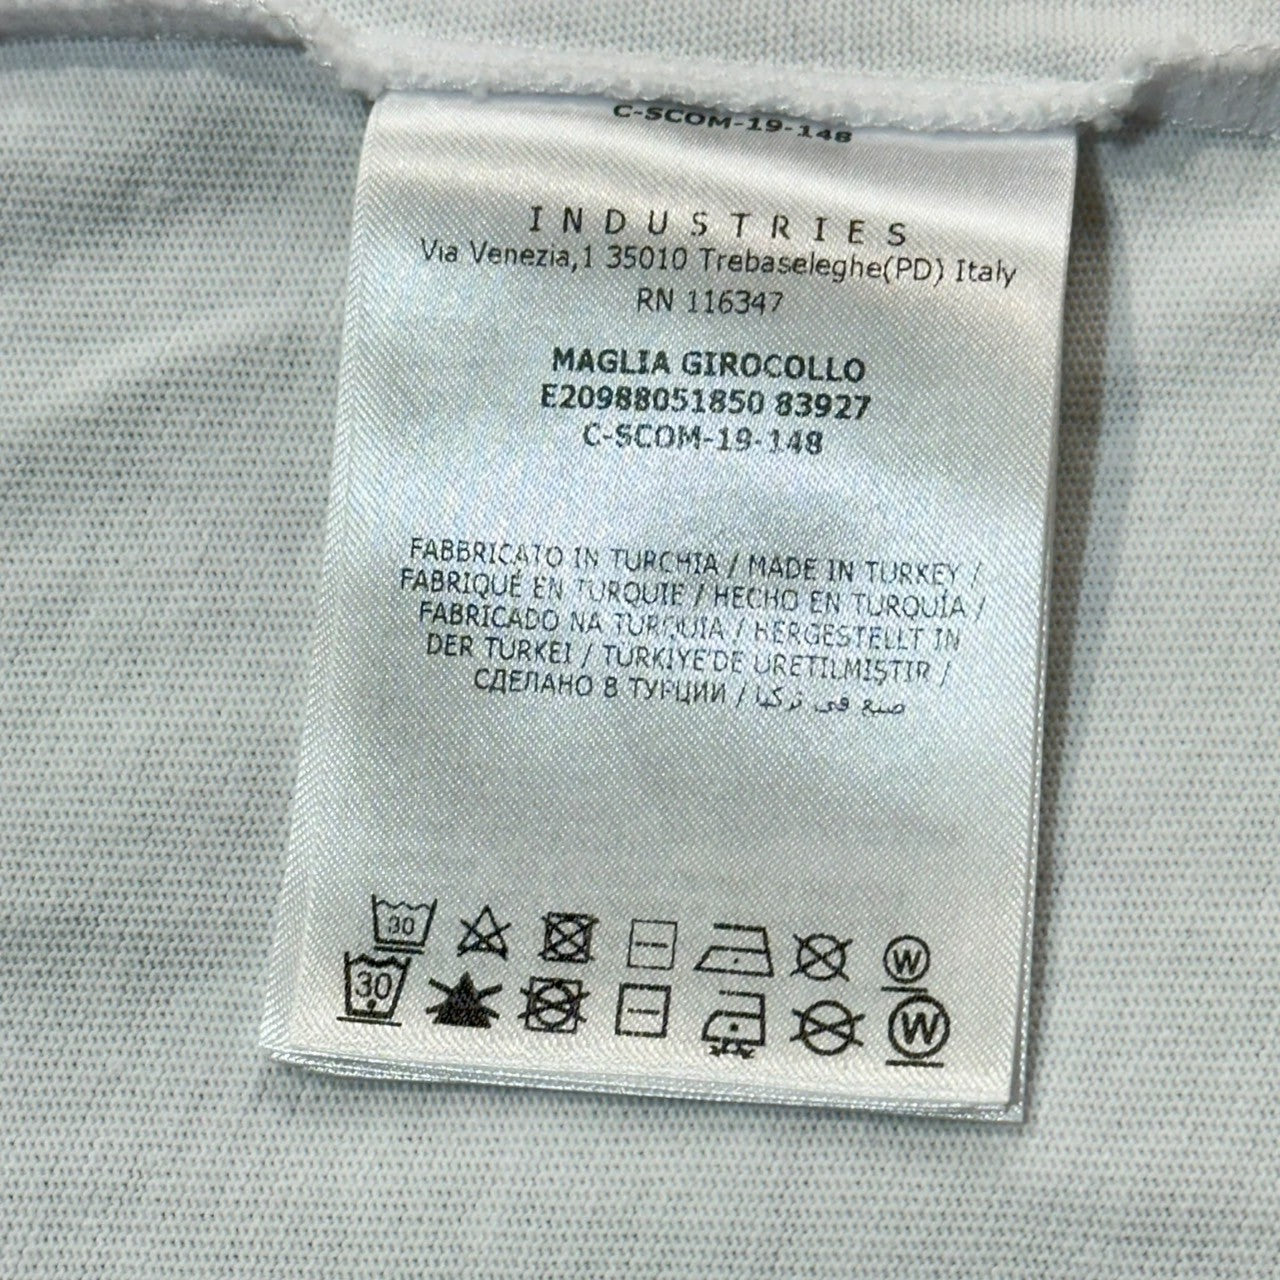 C-SCOM-19-148
INDUSTRIES
Via Venezia,1 35010 Trebaseleghe(PD) Italy
RN 116347
MAGLIA GIROCOLLO
E20988051850 83927
C-SCOM-19-148
FABBRICATO IN TURCHIA / MADE IN TURKEY /
FABRIQUÉ EN TURQUIE / HECHO EN TURQUÍA /
FABRICADO NA TURQUIA / HERGESTELLT IN
DER TURKEI / TURKIYE'DE URETILMIŞTIR /
СДЕЛАНО В ТУРЦИИ / صنع في تركيا
30 W
30 W